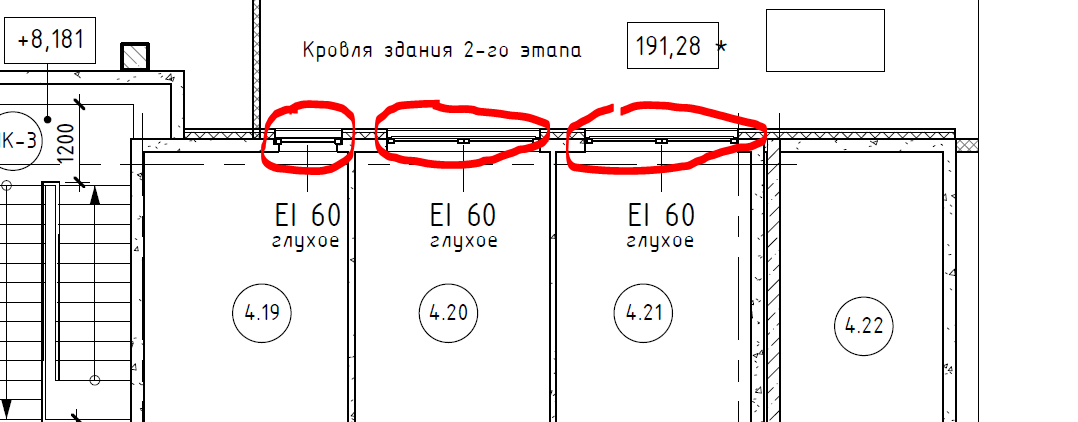 +8,181
Кровля здания 2-го этапа
191,28 *
1200
EI 60
глухое
EI 60
глухое
EI 60
глухое
4.19
4.20
4.21
4.22